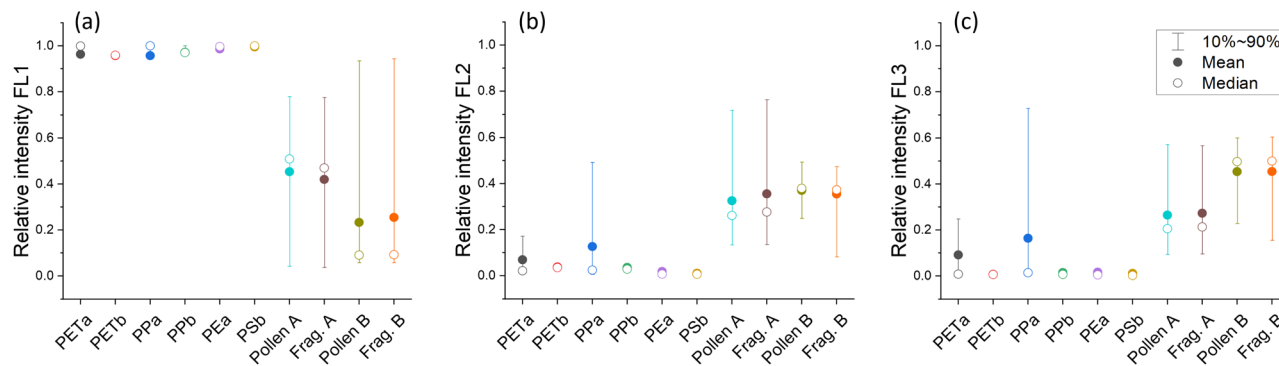 (a)
Relative intensity FL1
1.0
0.8
0.6
0.4
0.2
0.0
PETa
PETb
PPa
PPb
PEa
PSb
Pollen A
Frag. A
Pollen B
Frag. B
(b)
Relative intensity FL2
1.0
0.8
0.6
0.4
0.2
0.0
PETa
PETb
PPa
PPb
PEa
PSb
Pollen A
Frag. A
Pollen B
Frag. B
(c)
Relative intensity FL3
1.0
0.8
0.6
0.4
0.2
0.0
PETa
PETb
PPa
PPb
PEa
PSb
Pollen A
Frag. A
Pollen B
Frag. B
10%~90%
Mean
Median